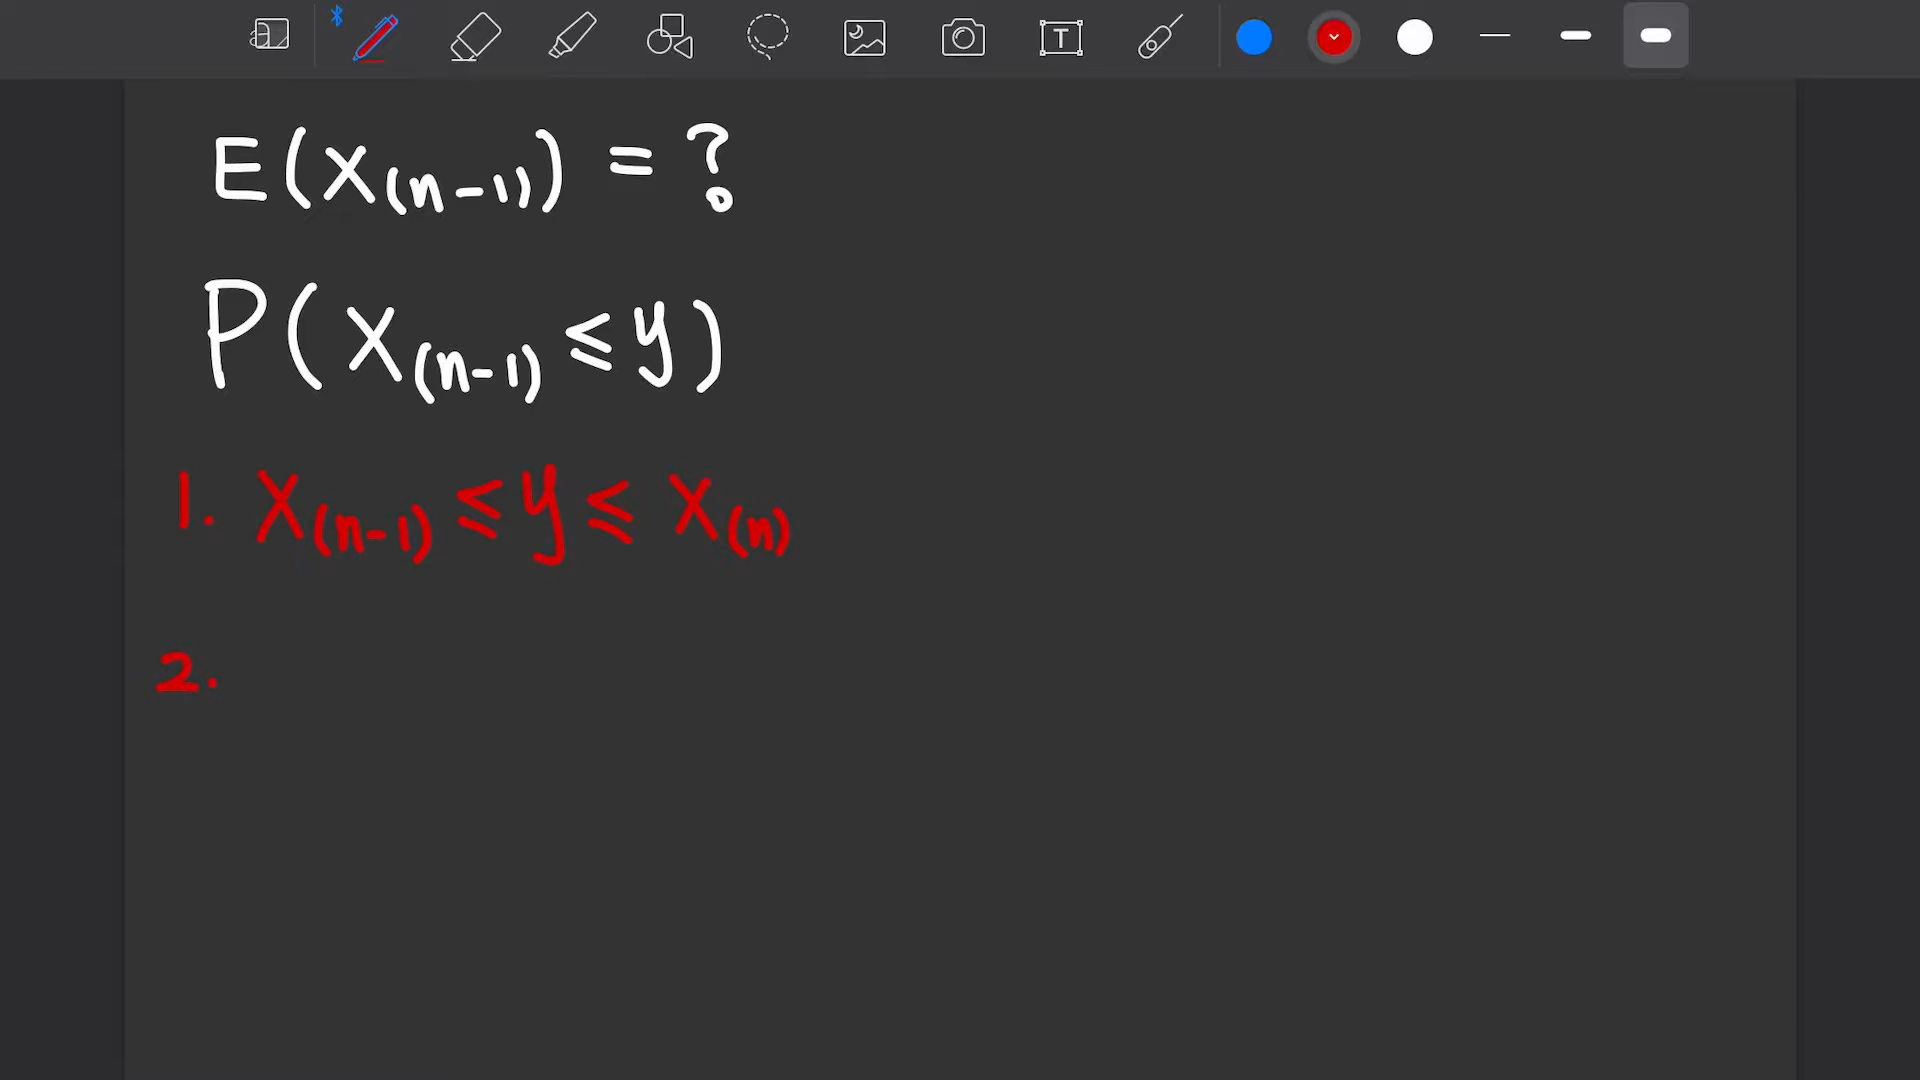 E(X(n-1)) = ?
P(X(n-1) ≤ y)
1. X(n-1) ≤ y ≤ X(n)
2.